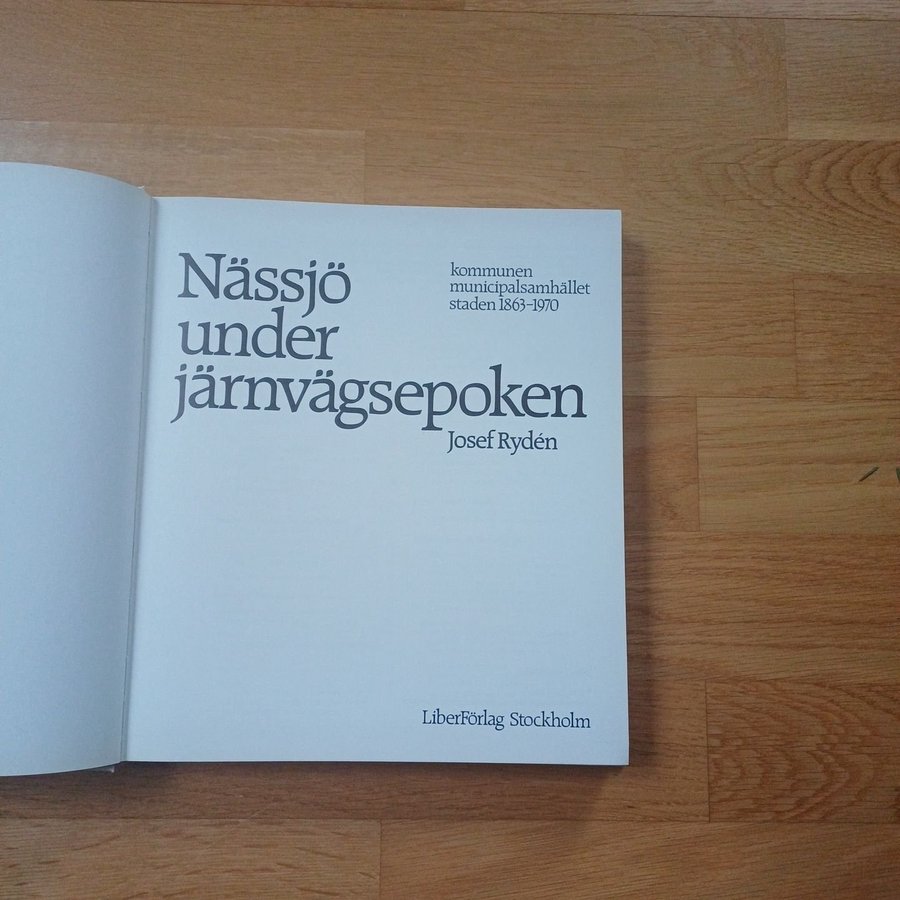 Nässjö
under
järnvägsepoken
kommunen
municipalsamhället
staden 1863–1970
Josef Rydén
LiberFörlag Stockholm